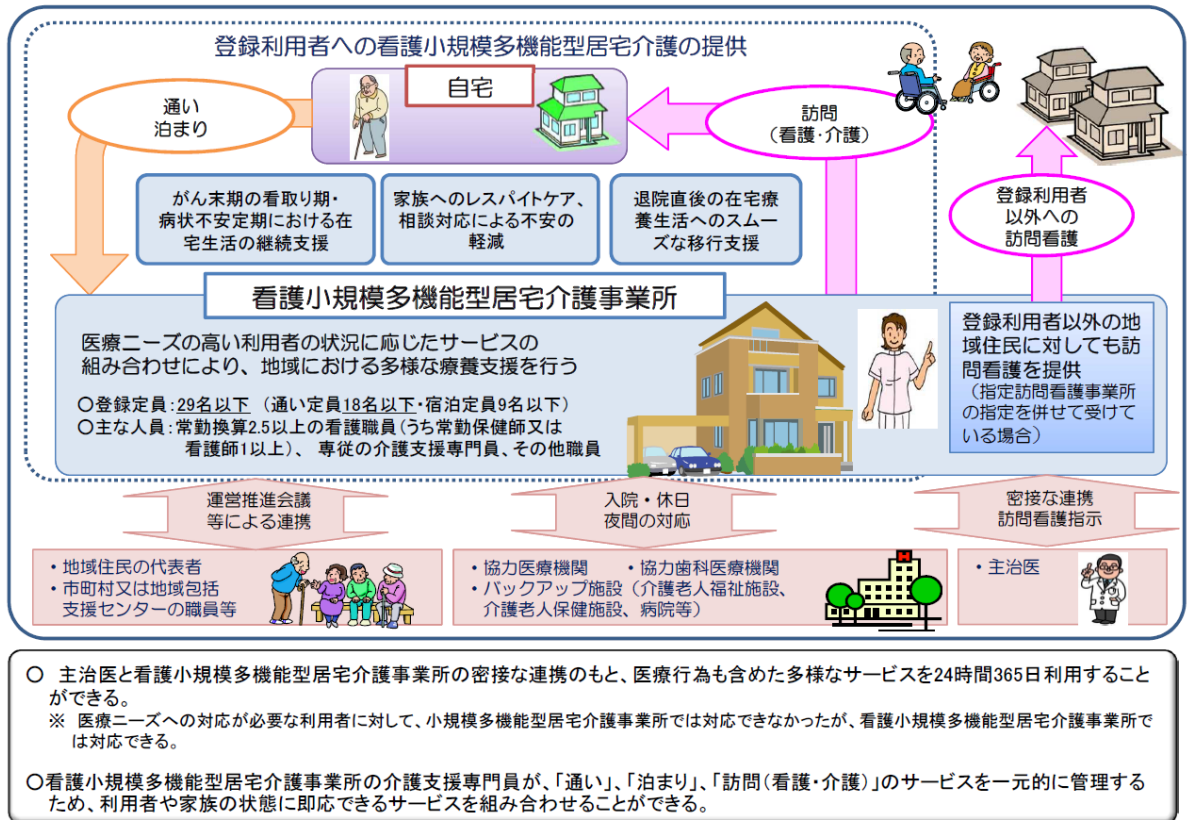 登録利用者への看護小規模多機能型居宅介護の提供
通い
泊まり
自宅
訪問
（看護・介護）
がん末期の看取り期・
病状不安定期における在
宅生活の継続支援
家族へのレスパイトケア、
相談対応による不安の
軽減
退院直後の在宅療
養生活へのスムー
ズな移行支援
登録利用者
以外への
訪問看護
看護小規模多機能型居宅介護事業所
医療ニーズの高い利用者の状況に応じたサービスの
組み合わせにより、地域における多様な療養支援を行う
○登録定員：29名以下　（通い定員18名以下・宿泊定員9名以下）
○主な人員：常勤換算2.5以上の看護職員（うち常勤保健師又は
看護師1以上）、 専従の介護支援専門員、その他職員
登録利用者以外の地
域住民に対しても訪
問看護を提供
（指定訪問看護事業所
の指定を併せて受けて
いる場合）
運営推進会議
等による連携
入院・休日
夜間の対応
密接な連携
訪問看護指示
・地域住民の代表者
・市町村又は地域包括
支援センターの職員等
・協力医療機関　　・協力歯科医療機関
・バックアップ施設（介護老人福祉施設、
介護老人保健施設、病院等）
H
・主治医
○　主治医と看護小規模多機能型居宅介護事業所の密接な連携のもと、医療行為も含めた多様なサービスを24時間365日利用すること
ができる。
※　医療ニーズへの対応が必要な利用者に対して、小規模多機能型居宅介護事業所では対応できなかったが、看護小規模多機能型居宅介護事業所で
は対応できる。
○看護小規模多機能型居宅介護事業所の介護支援専門員が、「通い」、「泊まり」、「訪問（看護・介護）」のサービスを一元的に管理する
ため、利用者や家族の状態に即応できるサービスを組み合わせることができる。